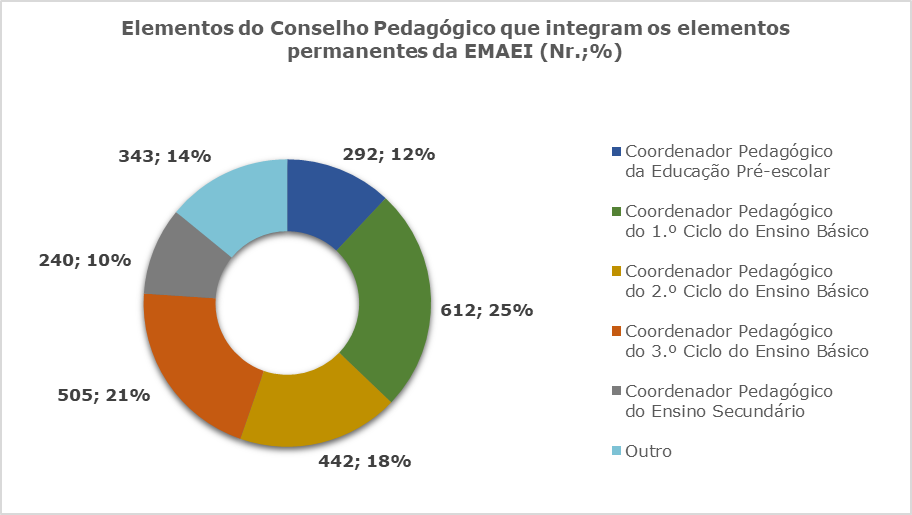 Elementos do Conselho Pedagógico que integram os elementos
permanentes da EMAEI (Nr.;%)
343; 14%
292; 12%
240; 10%
612; 25%
505; 21%
442; 18%
Coordenador Pedagógico
da Educação Pré-escolar
Coordenador Pedagógico
do 1.º Ciclo do Ensino Básico
Coordenador Pedagógico
do 2.º Ciclo do Ensino Básico
Coordenador Pedagógico
do 3.º Ciclo do Ensino Básico
Coordenador Pedagógico
do Ensino Secundário
Outro